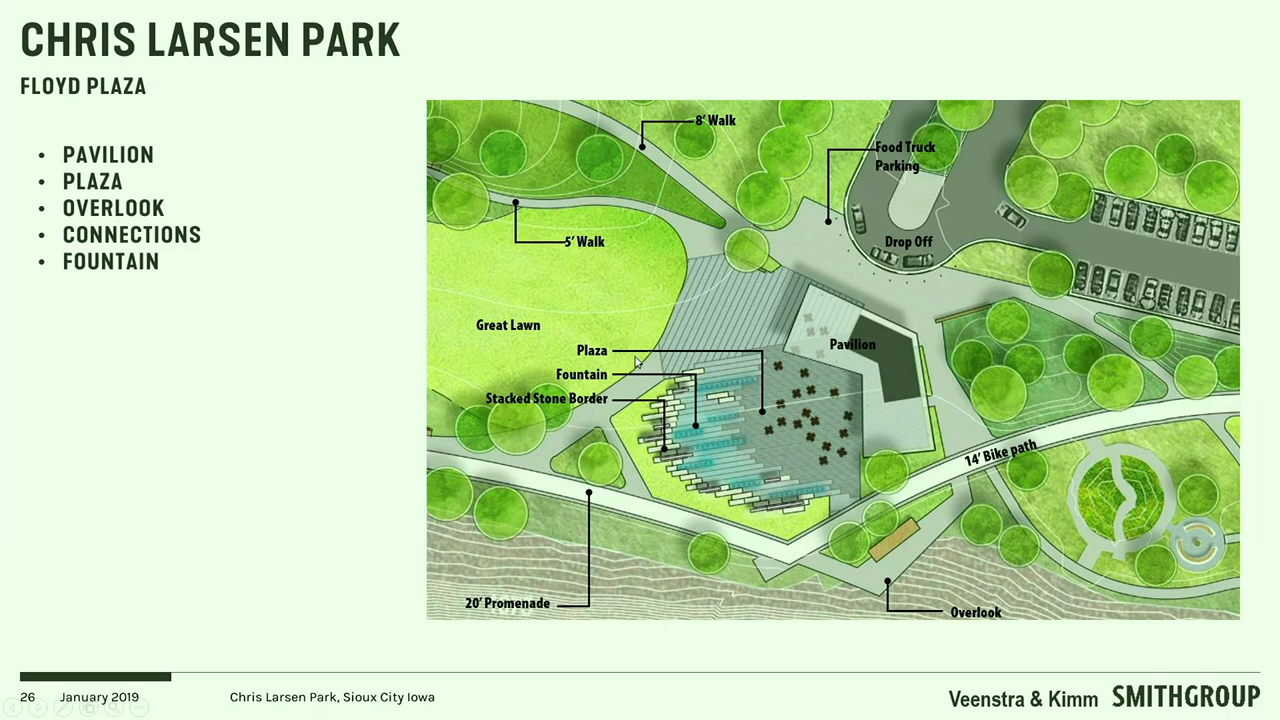 CHRIS LARSEN PARK
FLOYD PLAZA
• PAVILION
• PLAZA
• OVERLOOK
• CONNECTIONS
• FOUNTAIN
8' Walk
Food Truck
Parking
5' Walk
Drop Off
Great Lawn
Pavilion
Plaza
Fountain
Stacked Stone Border
14' Bike path
20' Promenade
Overlook
26 January 2019 Chris Larsen Park, Sioux City Iowa
Veenstra & Kimm SMITHGROUP